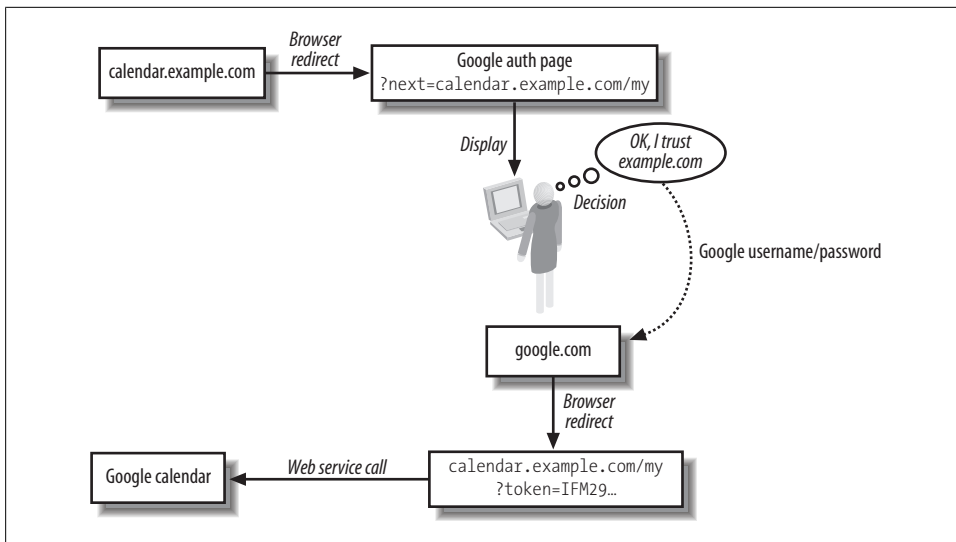 calendar.example.com
Browser
redirect
Google auth page
?next=calendar.example.com/my
Display
OK, I trust
example.com
Decision
Google username/password
google.com
Browser
redirect
Google calendar
Web service call
calendar.example.com/my
?token=IFM29…